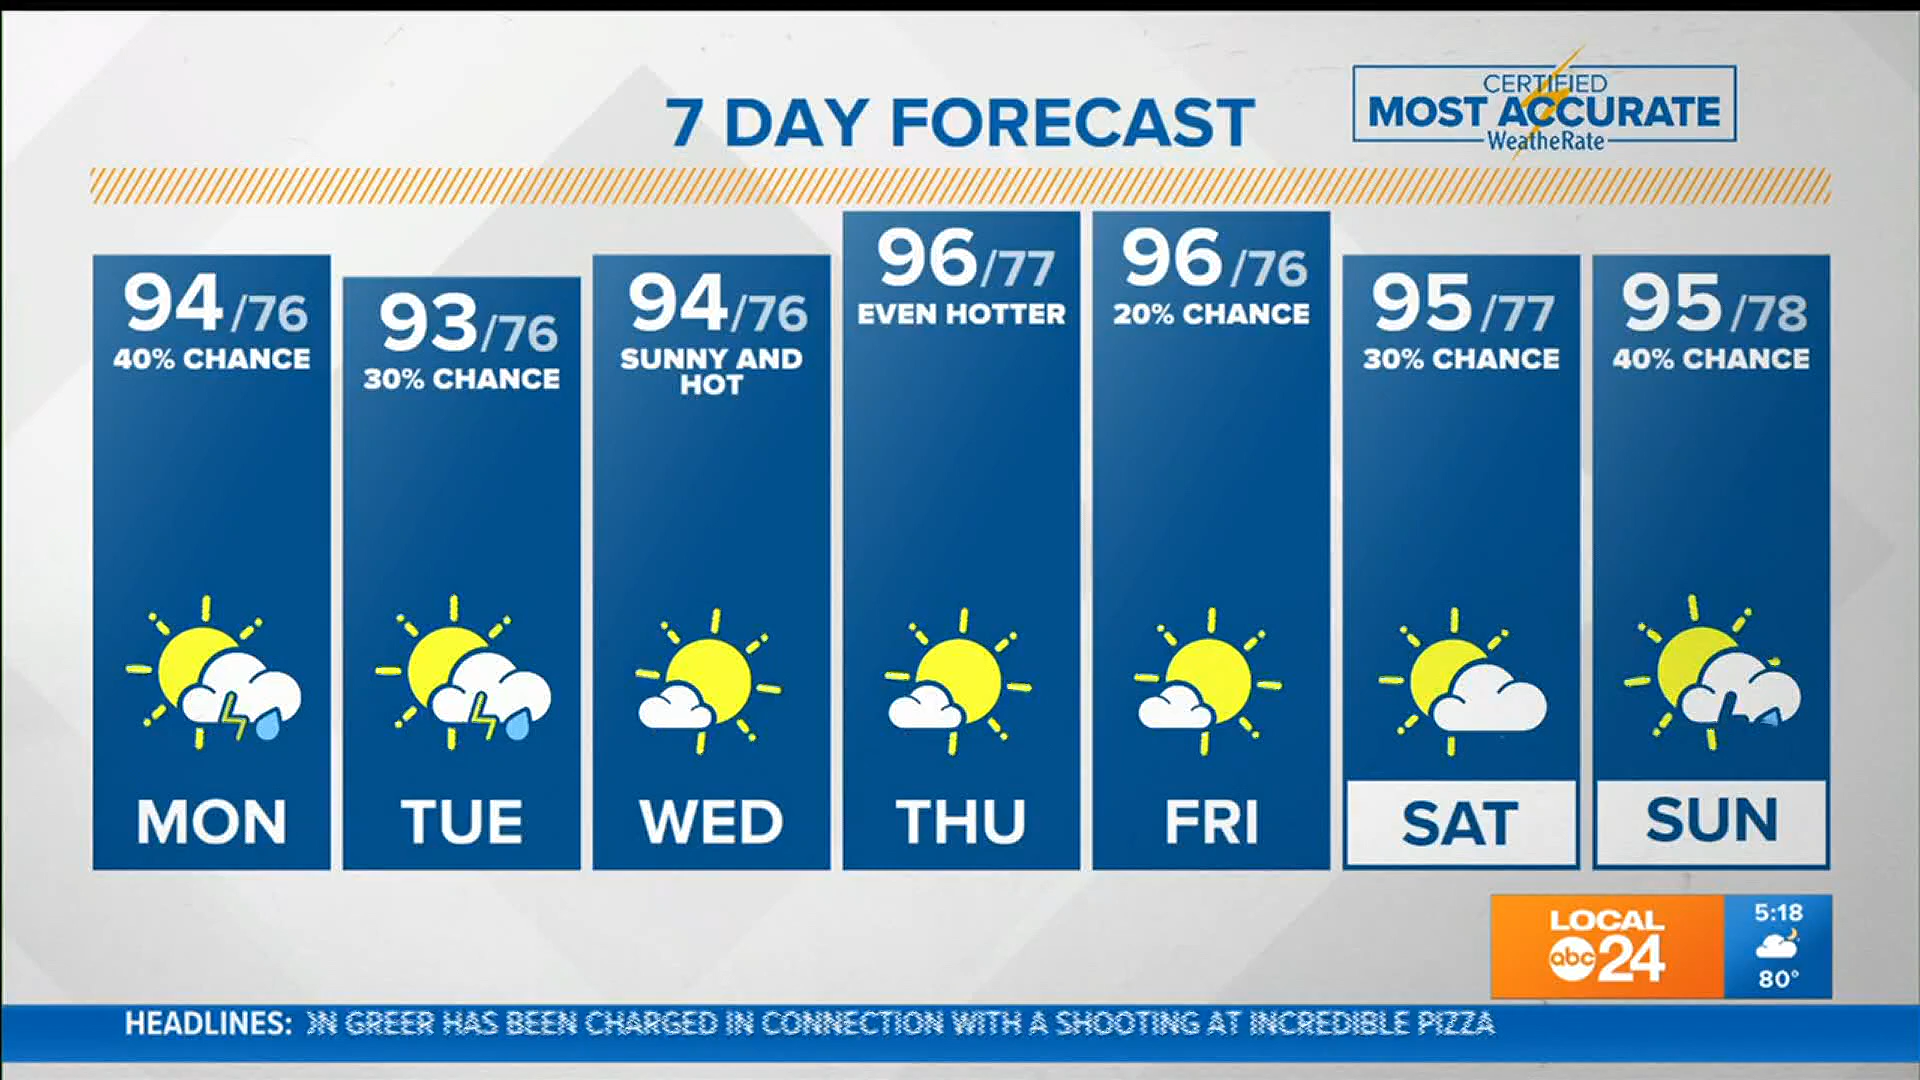 7 DAY FORECAST
CERTIFIED
MOST ACCURATE
WeatheRate
94/76
40% CHANCE
MON
93/76
30% CHANCE
TUE
94/76
SUNNY AND
HOT
WED
96/77
EVEN HOTTER
THU
96/76
20% CHANCE
FRI
95/77
30% CHANCE
SAT
95/78
40% CHANCE
SUN
LOCAL
abc 24
5:18
80°
HEADLINES: GREER HAS BEEN CHARGED IN CONNECTION WITH A SHOOTING AT INCREDIBLE PIZZA